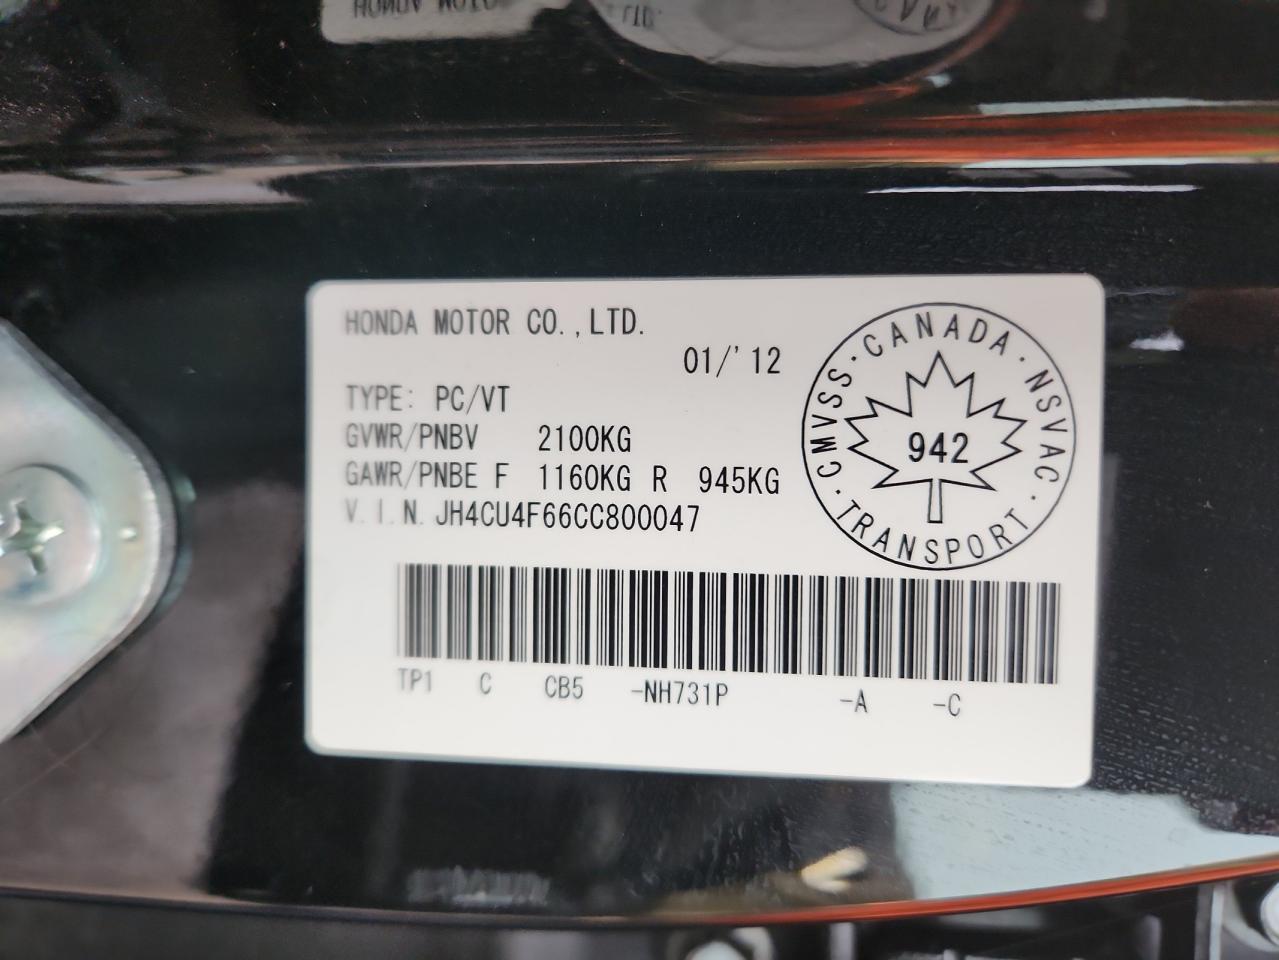 HONDA MOTOR CO.,LTD.
01/'12
TYPE: PC/VT
GVWR/PNBV 2100KG
GAWR/PNBE F 1160KG R 945KG
V.I.N. JH4CU4F66CC800047
CANADA · NSVAC · TRANSPORT · CMVSS ·
942
TP1 C CB5 -NH731P -A -C